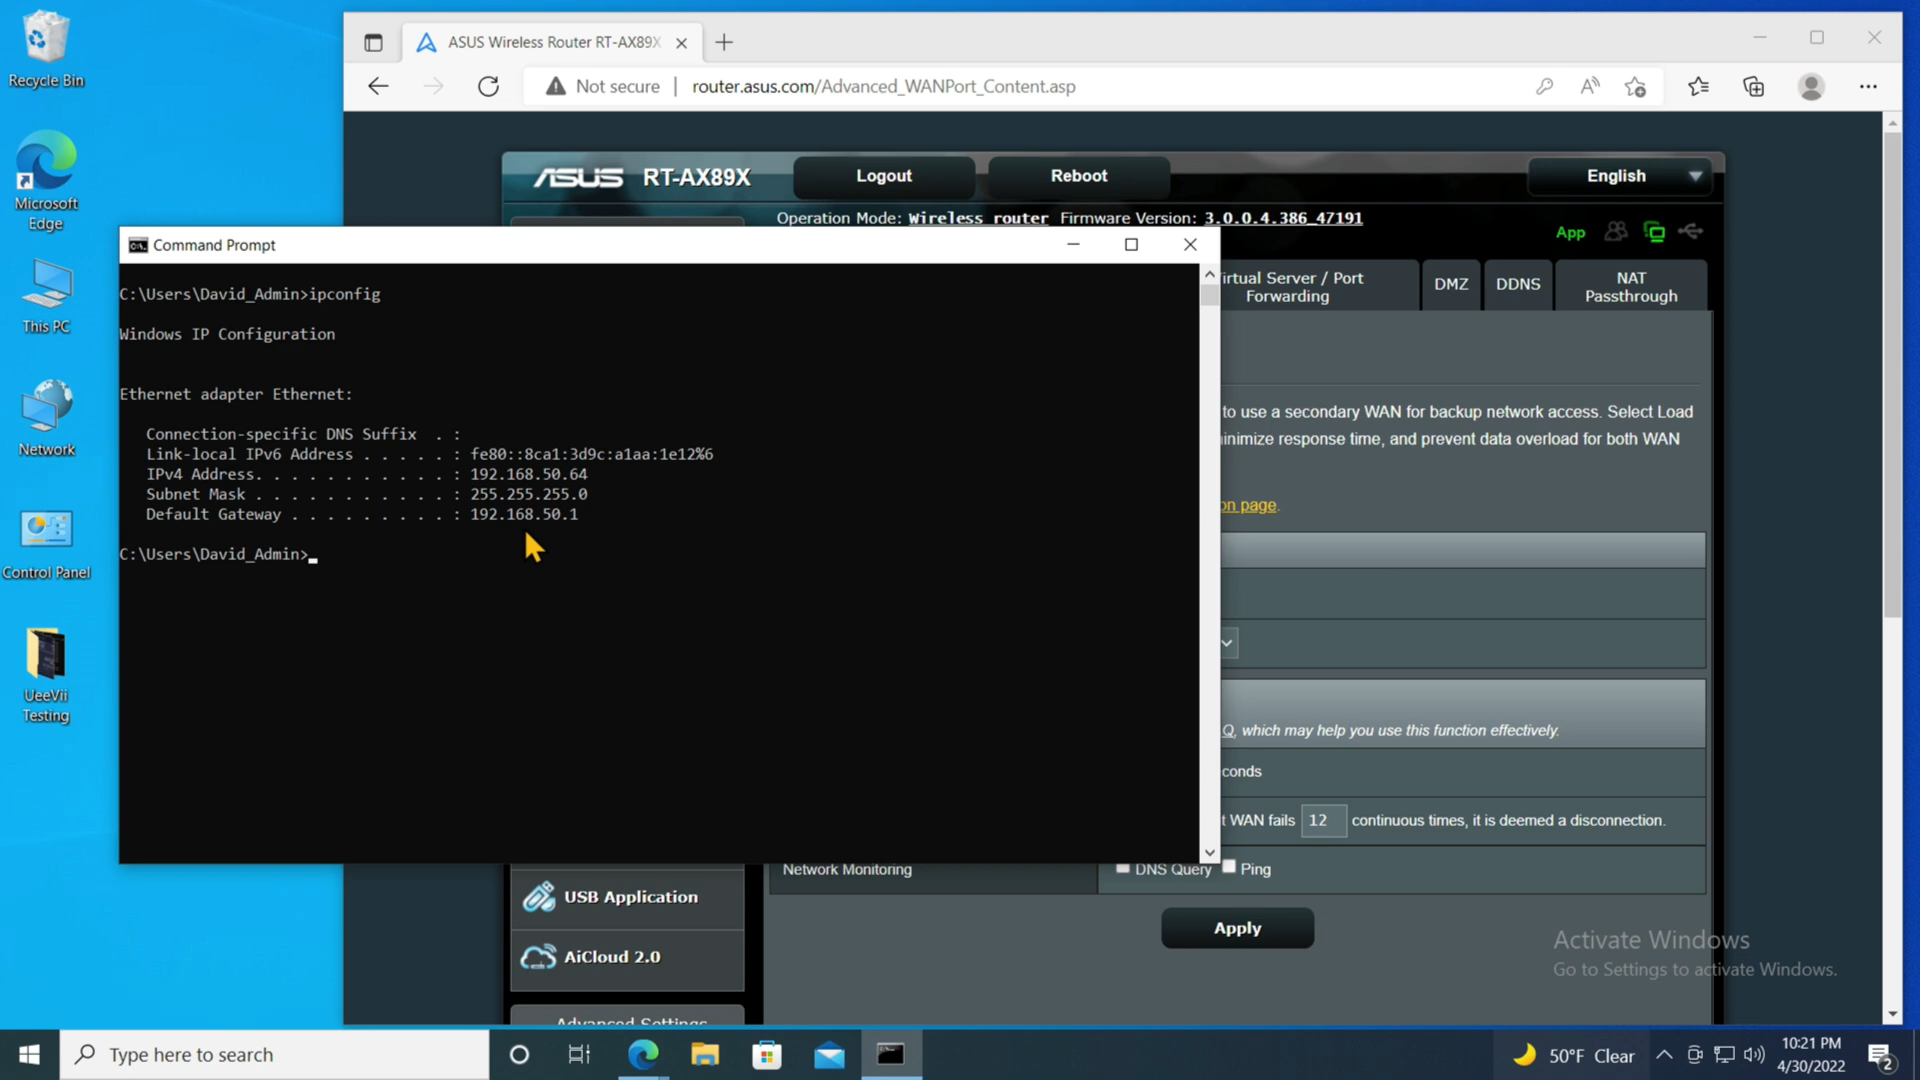 Recycle Bin
Microsoft
Edge
This PC
Network
Control Panel
UeeVii
Testing
ASUS Wireless Router RT-AX89X
Not secure | router.asus.com/Advanced_WANPort_Content.asp
ASUS RT-AX89X
Logout
Reboot
English
Operation Mode: Wireless router Firmware Version: 3.0.0.4.386_47191
App
Command Prompt
C:\Users\David_Admin>ipconfig
Windows IP Configuration
Ethernet adapter Ethernet:
Connection-specific DNS Suffix . :
Link-local IPv6 Address . . . . . : fe80::8ca1:3d9c:a1aa:1e12%6
IPv4 Address. . . . . . . . . . . : 192.168.50.64
Subnet Mask . . . . . . . . . . . : 255.255.255.0
Default Gateway . . . . . . . . . : 192.168.50.1
C:\Users\David_Admin>
irtual Server / Port
Forwarding
DMZ
DDNS
NAT
Passthrough
to use a secondary WAN for backup network access. Select Load
inimize response time, and prevent data overload for both WAN
on page.
Q, which may help you use this function effectively.
conds
t WAN fails 12 continuous times, it is deemed a disconnection.
Network Monitoring
DNS Query
Ping
USB Application
AiCloud 2.0
Apply
Advanced Settings
Activate Windows
Go to Settings to activate Windows.
Type here to search
50°F Clear
10:21 PM
4/30/2022
2